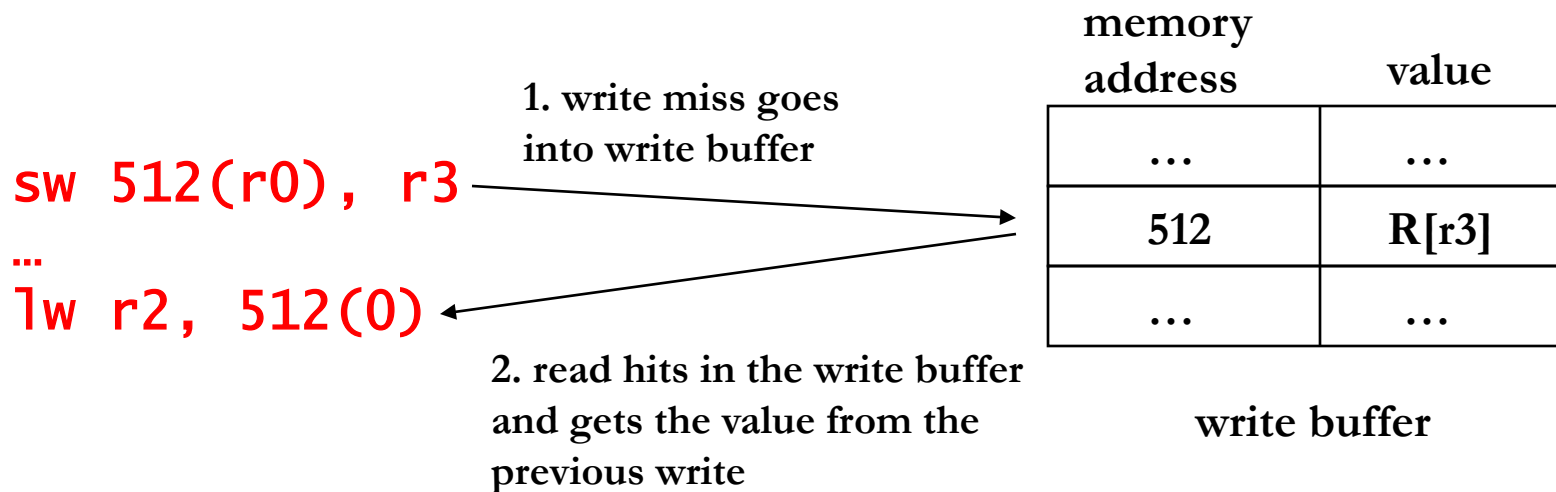 sw 512(r0), r3
…
lw r2, 512(0)
1. write miss goes
into write buffer
2. read hits in the write buffer
and gets the value from the
previous write
memory
address value
… …
512 R[r3]
… …
write buffer